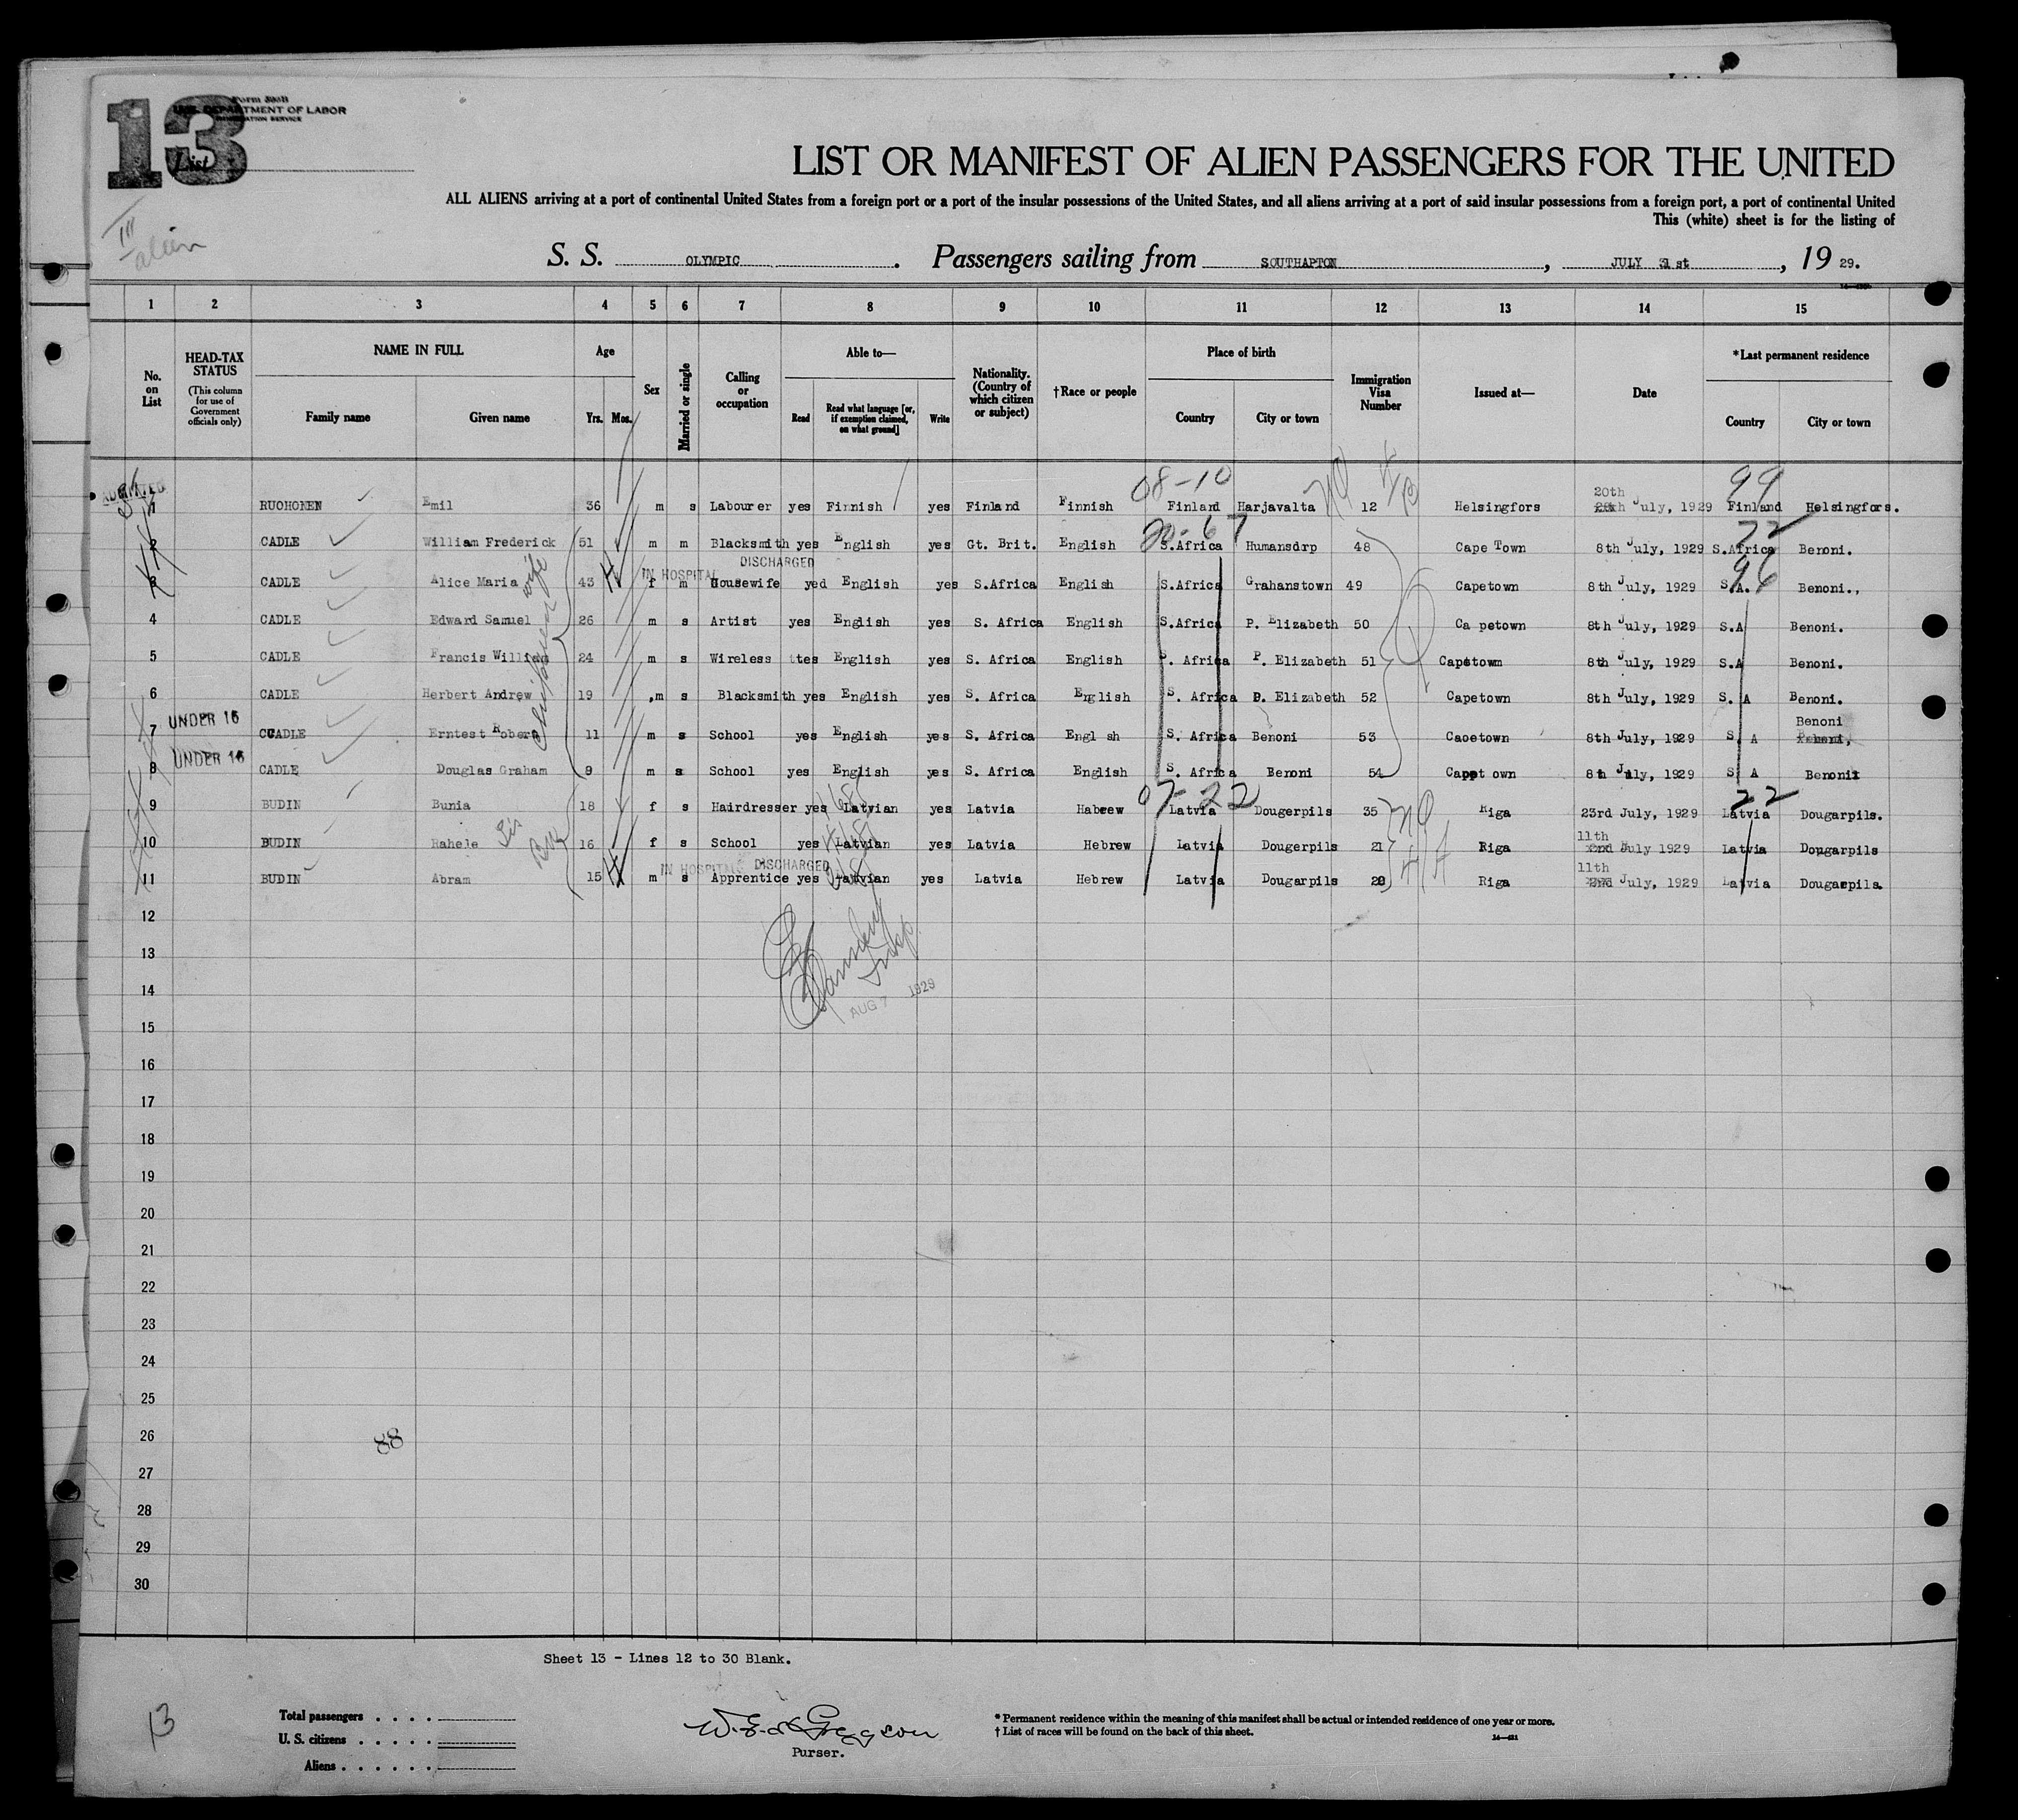 13
Form 500B
U.S. DEPARTMENT OF LABOR
IMMIGRATION SERVICE
List
III
alien
LIST OR MANIFEST OF ALIEN PASSENGERS FOR THE UNITED
ALL ALIENS arriving at a port of continental United States from a foreign port or a port of the insular possessions of the United States, and all aliens arriving at a port of said insular possessions from a foreign port, a port of continental United
This (white) sheet is for the listing of
S. S. OLYMPIC . Passengers sailing from SOUTHAPTON , JULY 31st , 19 29.
1 2 3 4 5 6 7 8 9 10 11 12 13 14 15
No. on List
HEAD-TAX STATUS (This column for use of Government officials only)
NAME IN FULL Family name Given name
Age Yrs. Mos.
Sex
Married or single
Calling or occupation
Able to— Read Read what language [or, if exemption claimed, on what ground] Write
Nationality. (Country of which citizen or subject)
†Race or people
Place of birth Country City or town
Immigration Visa Number
Issued at—
Date
*Last permanent residence Country City or town
ADMITTED 08-10 99
20th
1 RUOHONEN Emil 36 m s Labourer yes Finnish yes Finland Finnish Finland Harjavalta 12 Helsingfors July, 1929 Finland Helsingfors.
20-67 72
2 CADLE William Frederick 51 m m Blacksmith yes English yes Gt. Brit. English S.Africa Humansdrp 48 Cape Town 8th July, 1929 S.Africa Benoni.
IN HOSPITAL DISCHARGED 96
3 CADLE Alice Maria wife 43 f m Housewife yed English yes S.Africa English S.Africa Grahanstown 49 Capetown 8th July, 1929 S.A. Benoni.,
4 CADLE Edward Samuel 26 m s Artist yes English yes S. Africa English S.Africa P. Elizabeth 50 Ca petown 8th July, 1929 S.A Benoni.
5 CADLE Francis William 24 m s Wireless ttes English yes S. Africa English S. Africa P. Elizabeth 51 Capetown 8th July, 1929 S.A Benoni.
6 CADLE Herbert Andrew 19 ,m s Blacksmith yes English yes S. Africa English S. Africa P. Elizabeth 52 Capetown 8th July, 1929 S. A Benoni.
UNDER 16 Benoni
7 CCADLE Erntest Robert 11 m s School yes English yes S. Africa Engl sh S. Africa Benoni 53 Caoetown 8th July, 1929 S. A
UNDER 16
8 CADLE Douglas Graham 9 m s School yes English yes S. Africa English S. Africa Benoni 54 Capet own 8th July, 1929 S. A Benoni
07-22 22
9 BUDIN Bunia 18 f s Hairdresser yes Latvian yes Latvia Habrew Latvia Dougerpils 35 Riga 23rd July, 1929 Latvia Dougarpils.
11th
10 BUDIN Rahele Sis 16 f s School yes Latvian yes Latvia Hebrew Latvia Dougerpils 21 Riga July 1929 Latvia Dougarpils
IN HOSPITAL DISCHARGED 11th
11 BUDIN Abram 15 m s Apprentice yes Latvian yes Latvia Hebrew Latvia Dougarpils 20 Riga July, 1929 Latvia Dougarpils.
12
Insp.
13
14
AUG 7 1929
15
16
17
18
19
20
21
22
23
24
25
26
88
27
28
29
30
Sheet 13 - Lines 12 to 30 Blank.
13
Total passengers
U. S. citizens
Aliens
Purser.
* Permanent residence within the meaning of this manifest shall be actual or intended residence of one year or more.
† List of races will be found on the back of this sheet.